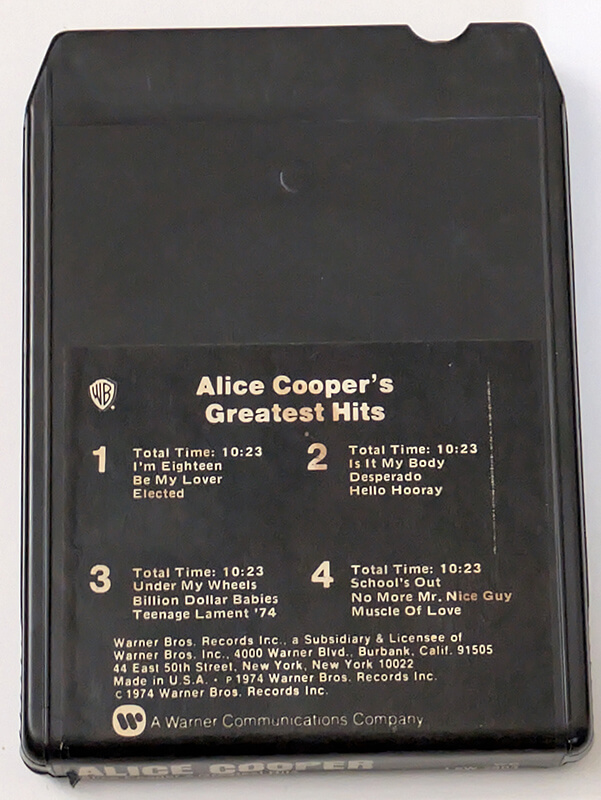 WB
Alice Cooper's
Greatest Hits
1
Total Time: 10:23
I'm Eighteen
Be My Lover
Elected
2
Total Time: 10:23
Is It My Body
Desperado
Hello Hooray
3
Total Time: 10:23
Under My Wheels
Billion Dollar Babies
Teenage Lament '74
4
Total Time: 10:23
School's Out
No More Mr. Nice Guy
Muscle Of Love
Warner Bros. Records Inc., a Subsidiary & Licensee of
Warner Bros. Inc., 4000 Warner Blvd., Burbank, Calif. 91505
44 East 50th Street, New York, New York 10022
Made in U.S.A. • P 1974 Warner Bros. Records Inc.
C 1974 Warner Bros. Records Inc.
A Warner Communications Company
ALICE COOPER